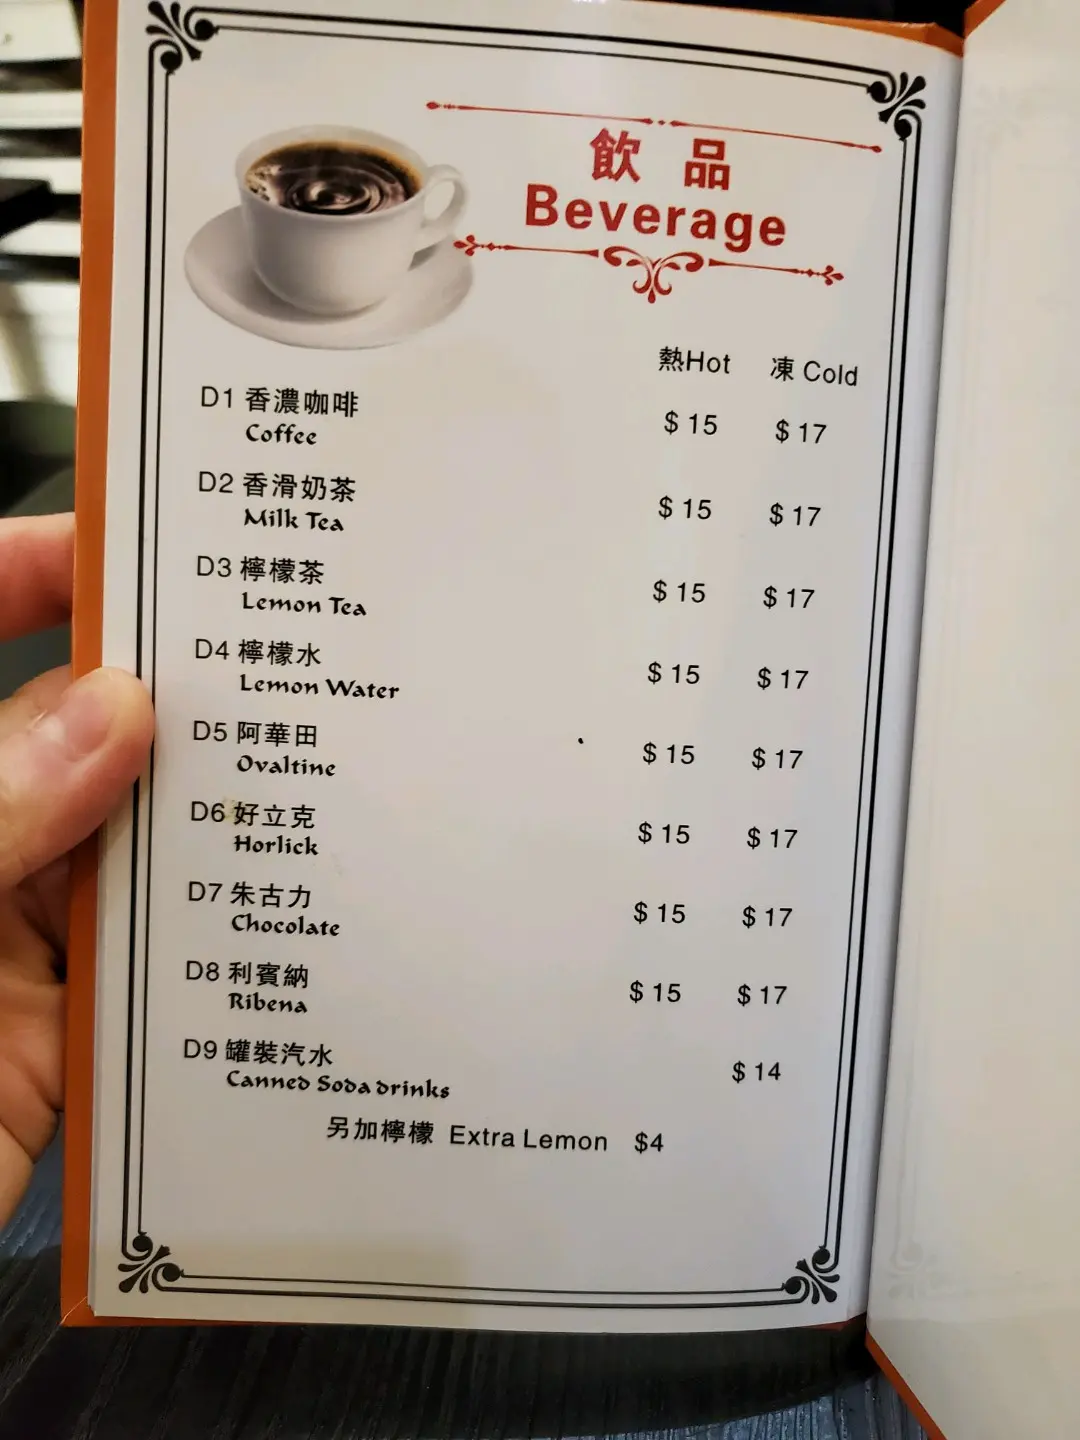 飲 品
Beverage
熱Hot 凍 Cold
D1 香濃咖啡 $ 15 $ 17
Coffee
D2 香滑奶茶 $ 15 $ 17
Milk Tea
D3 檸檬茶 $ 15 $ 17
Lemon Tea
D4 檸檬水 $ 15 $ 17
Lemon Water
D5 阿華田 $ 15 $ 17
Ovaltine
D6 好立克 $ 15 $ 17
Horlick
D7 朱古力 $ 15 $ 17
Chocolate
D8 利賓納 $ 15 $ 17
Ribena
D9 罐裝汽水 $ 14
Canned Soda drinks
另加檸檬 Extra Lemon $4